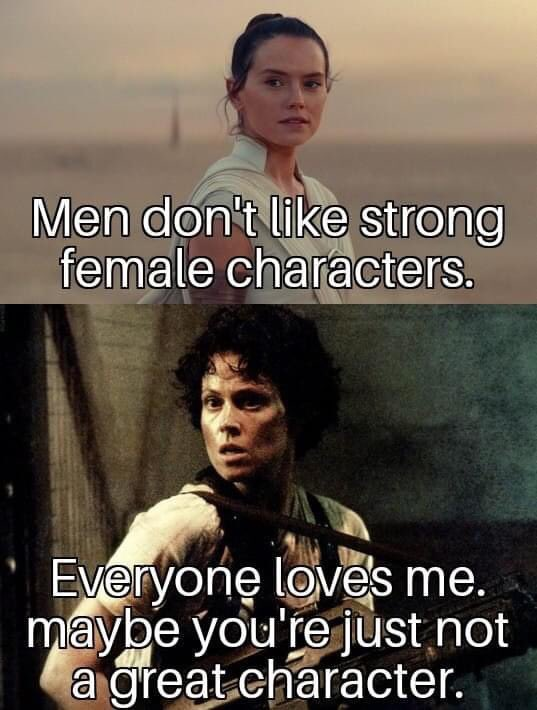 Men don't like strong
female characters.
Everyone loves me.
maybe you're just not
a great character.